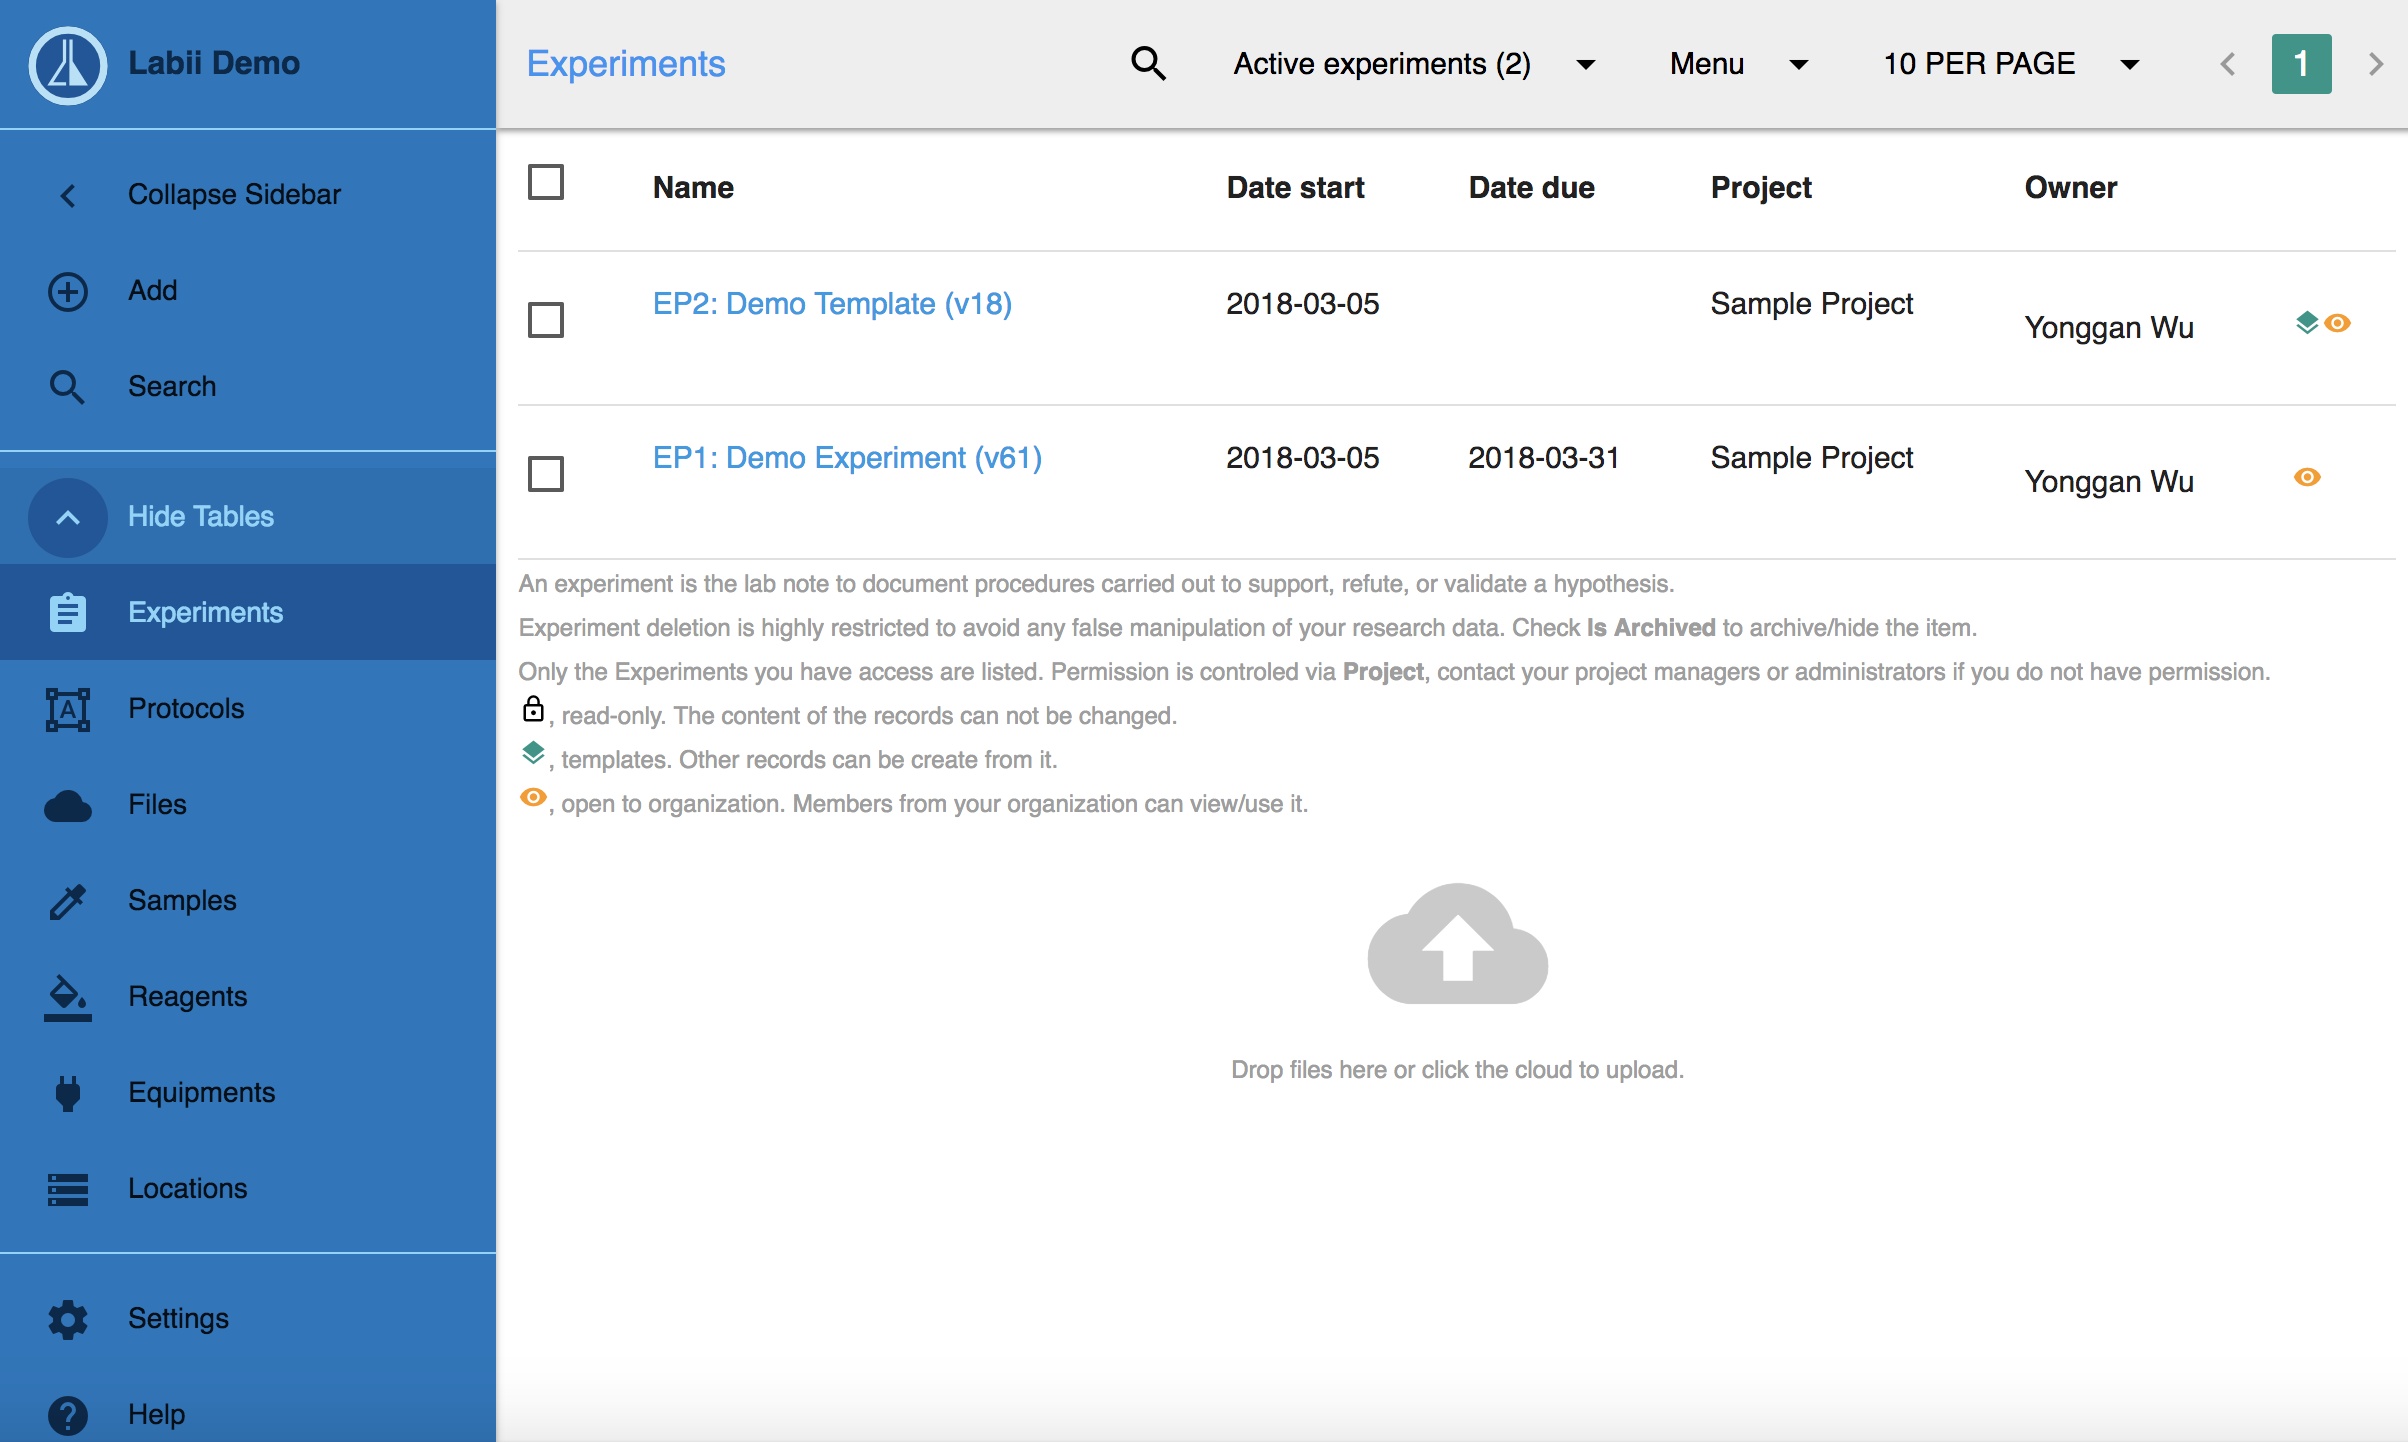 Labii Demo
Collapse Sidebar
Add
Search
Hide Tables
Experiments
Protocols
Files
Samples
Reagents
Equipments
Locations
Settings
Help
Experiments
Active experiments (2)
Menu
10 PER PAGE
1
Name Date start Date due Project Owner
EP2: Demo Template (v18) 2018-03-05 Sample Project Yonggan Wu
EP1: Demo Experiment (v61) 2018-03-05 2018-03-31 Sample Project Yonggan Wu
An experiment is the lab note to document procedures carried out to support, refute, or validate a hypothesis.
Experiment deletion is highly restricted to avoid any false manipulation of your research data. Check Is Archived to archive/hide the item.
Only the Experiments you have access are listed. Permission is controled via Project, contact your project managers or administrators if you do not have permission.
, read-only. The content of the records can not be changed.
, templates. Other records can be create from it.
, open to organization. Members from your organization can view/use it.
Drop files here or click the cloud to upload.